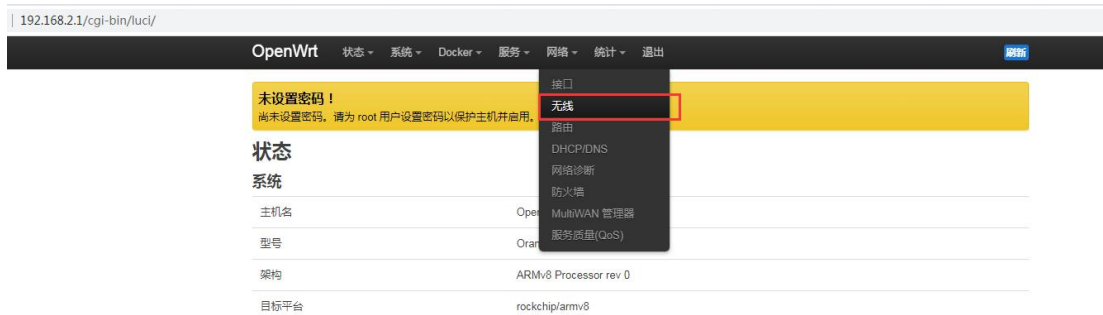 192.168.2.1/cgi-bin/luci/
OpenWrt 状态 系统 Docker 服务 网络 统计 退出 刷新
接口
无线
路由
DHCP/DNS
网络诊断
防火墙
MultiWAN 管理器
服务质量(QoS)
未设置密码！
尚未设置密码。请为 root 用户设置密码以保护主机并启用。
状态
系统
主机名 Oper
型号 Oran
架构 ARMv8 Processor rev 0
目标平台 rockchip/armv8